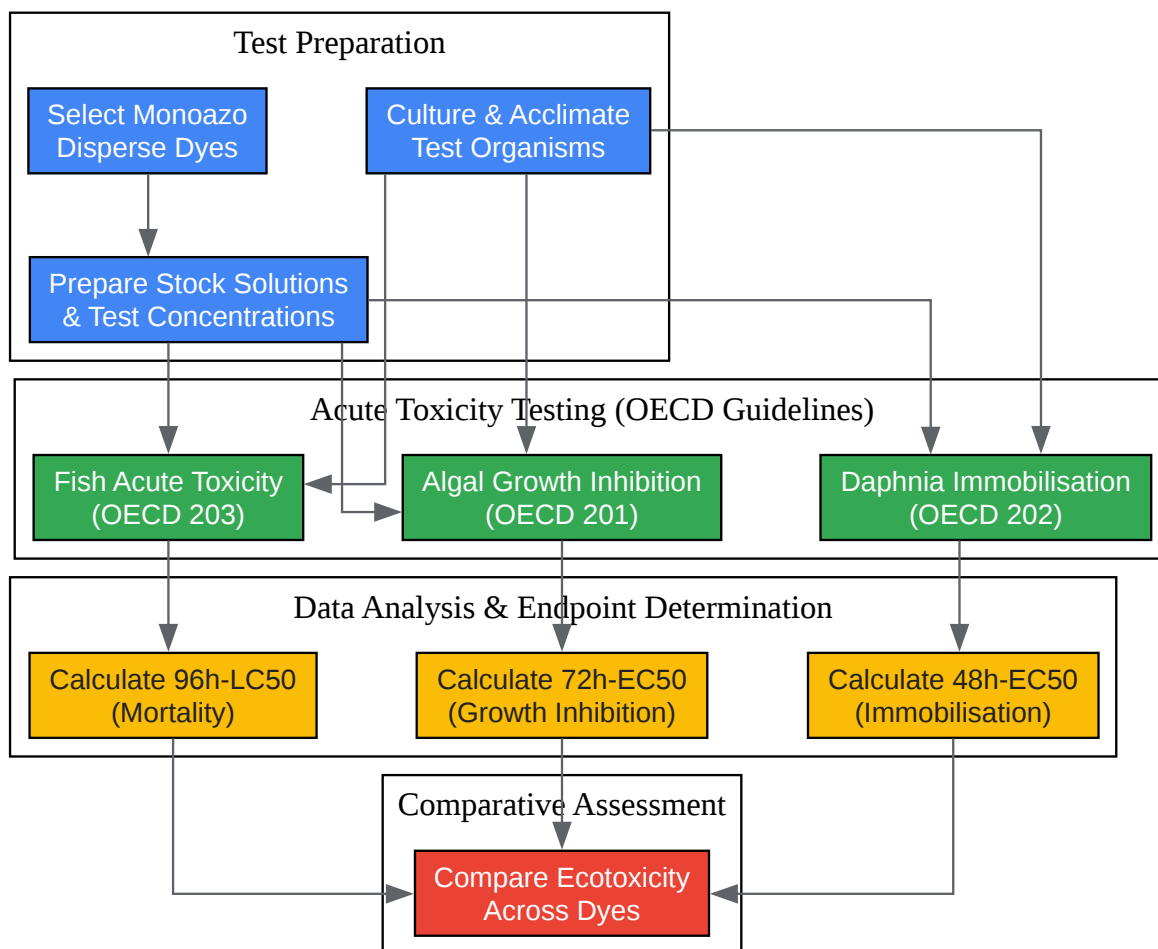 Test Preparation
Select Monoazo
Disperse Dyes
Culture & Acclimate
Test Organisms
Prepare Stock Solutions
& Test Concentrations
Acute Toxicity Testing (OECD Guidelines)
Fish Acute Toxicity
(OECD 203)
Algal Growth Inhibition
(OECD 201)
Daphnia Immobilisation
(OECD 202)
Data Analysis & Endpoint Determination
Calculate 96h-LC50
(Mortality)
Calculate 72h-EC50
(Growth Inhibition)
Calculate 48h-EC50
(Immobilisation)
Comparative Assessment
Compare Ecotoxicity
Across Dyes